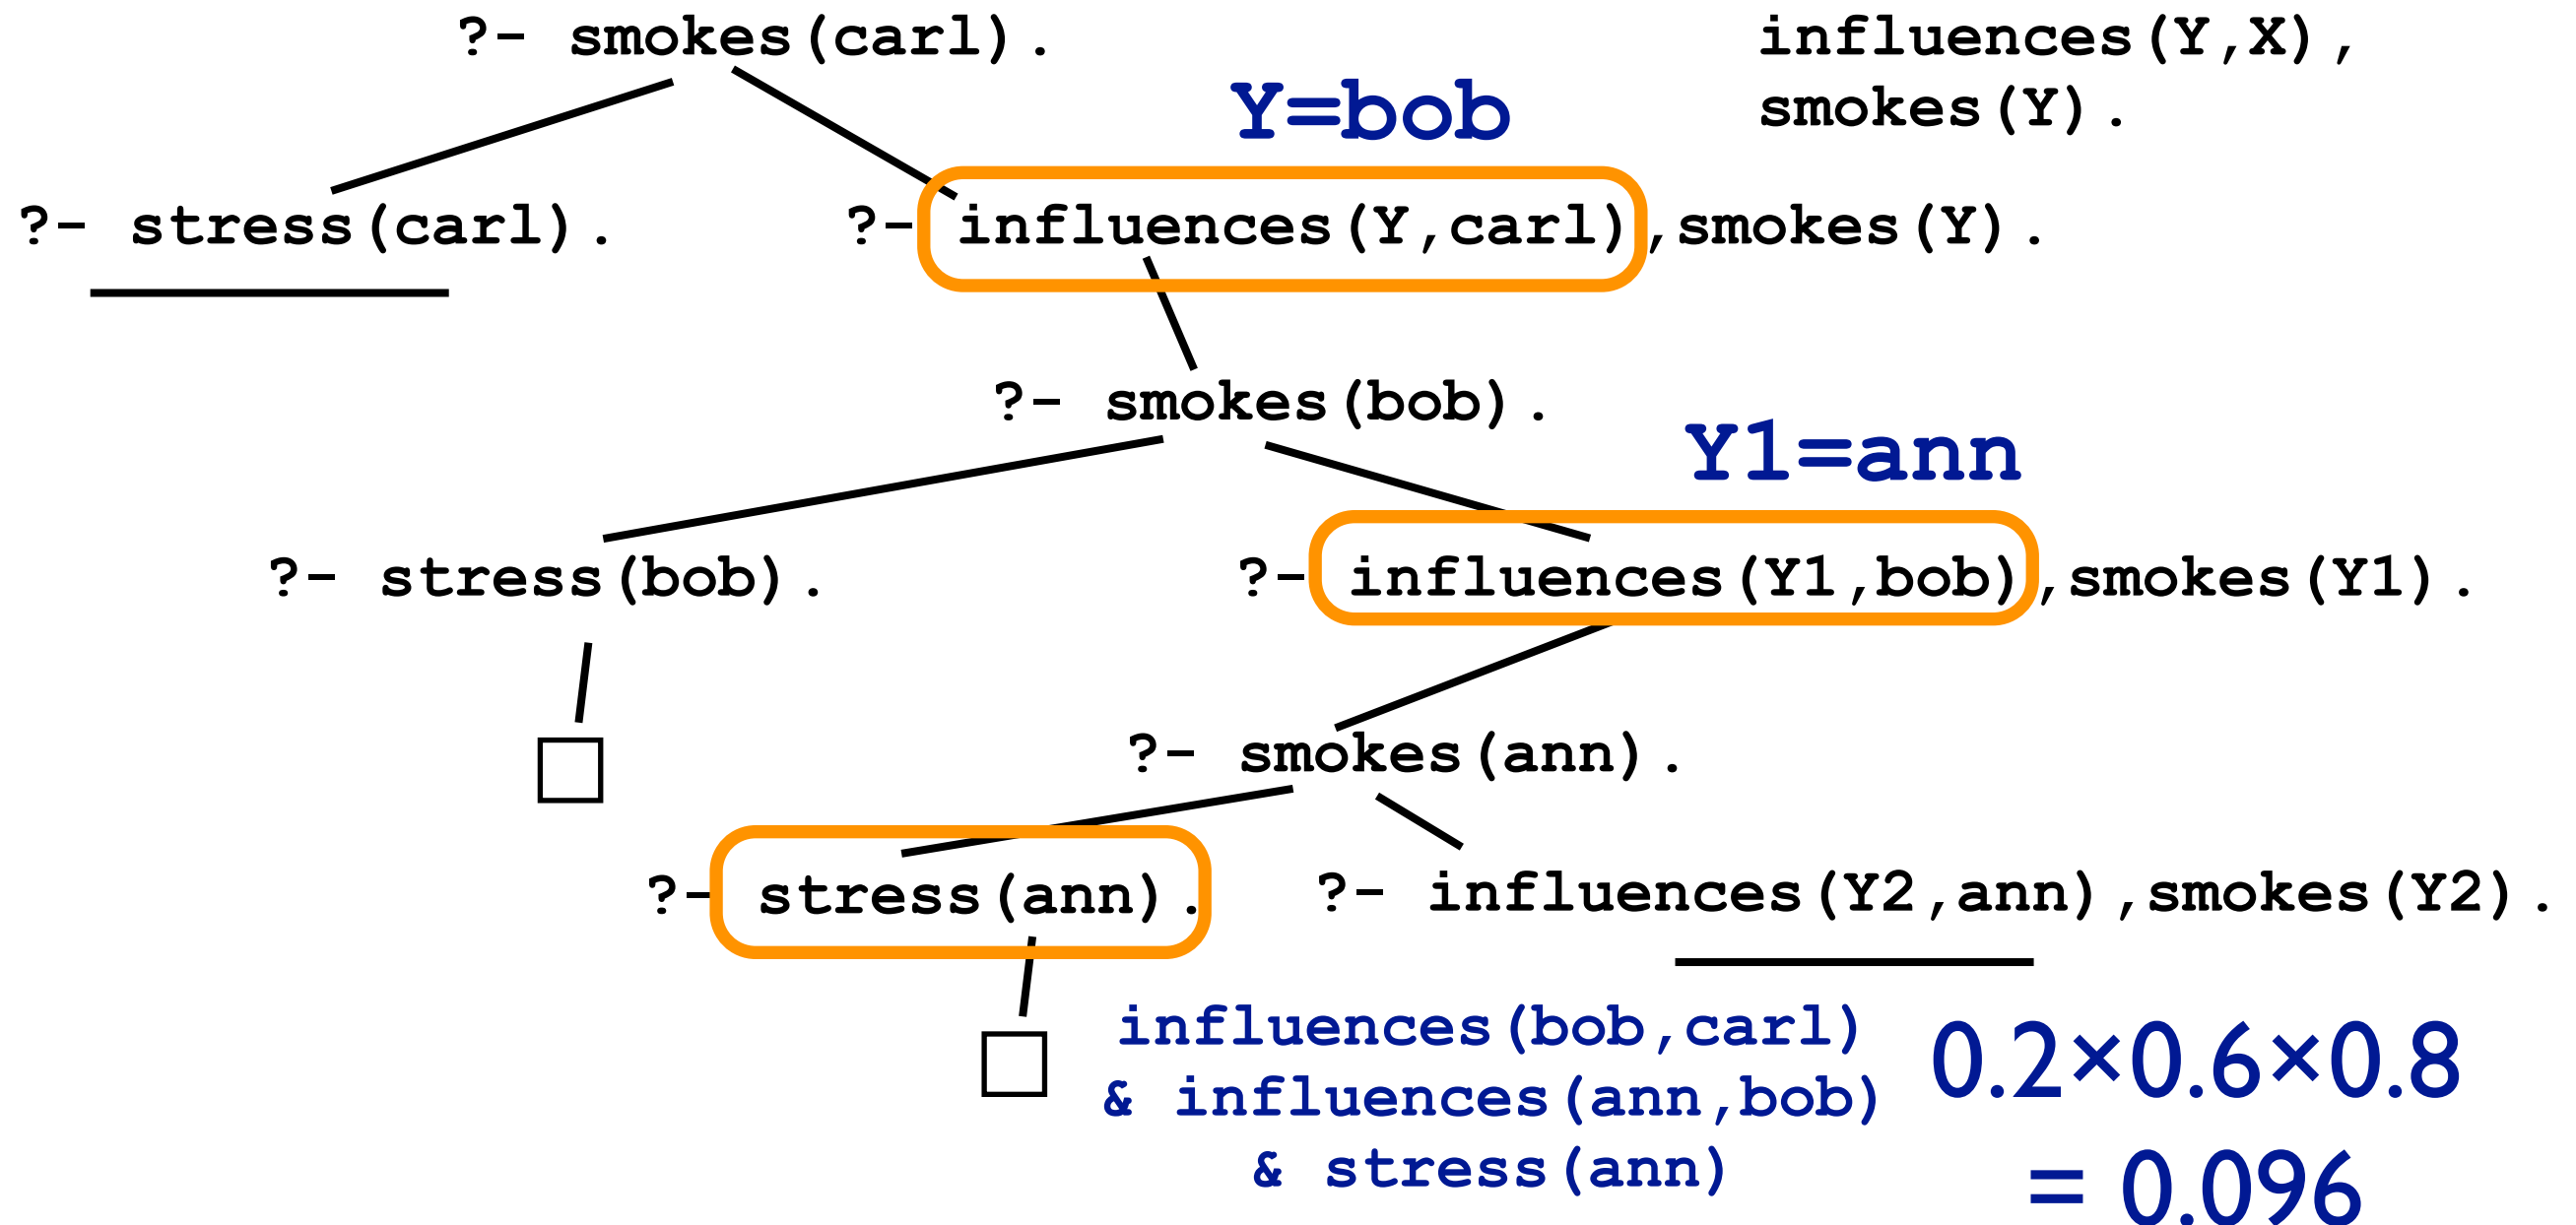 ?- smokes(carl).
influences(Y,X),
smokes(Y).
Y=bob
?- stress(carl).
?- influences(Y,carl),smokes(Y).
?- smokes(bob).
Y1=ann
?- stress(bob).
?- influences(Y1,bob),smokes(Y1).
?- smokes(ann).
?- stress(ann).
?- influences(Y2,ann),smokes(Y2).
influences(bob,carl)
& influences(ann,bob)
& stress(ann)
0.2×0.6×0.8
= 0.096